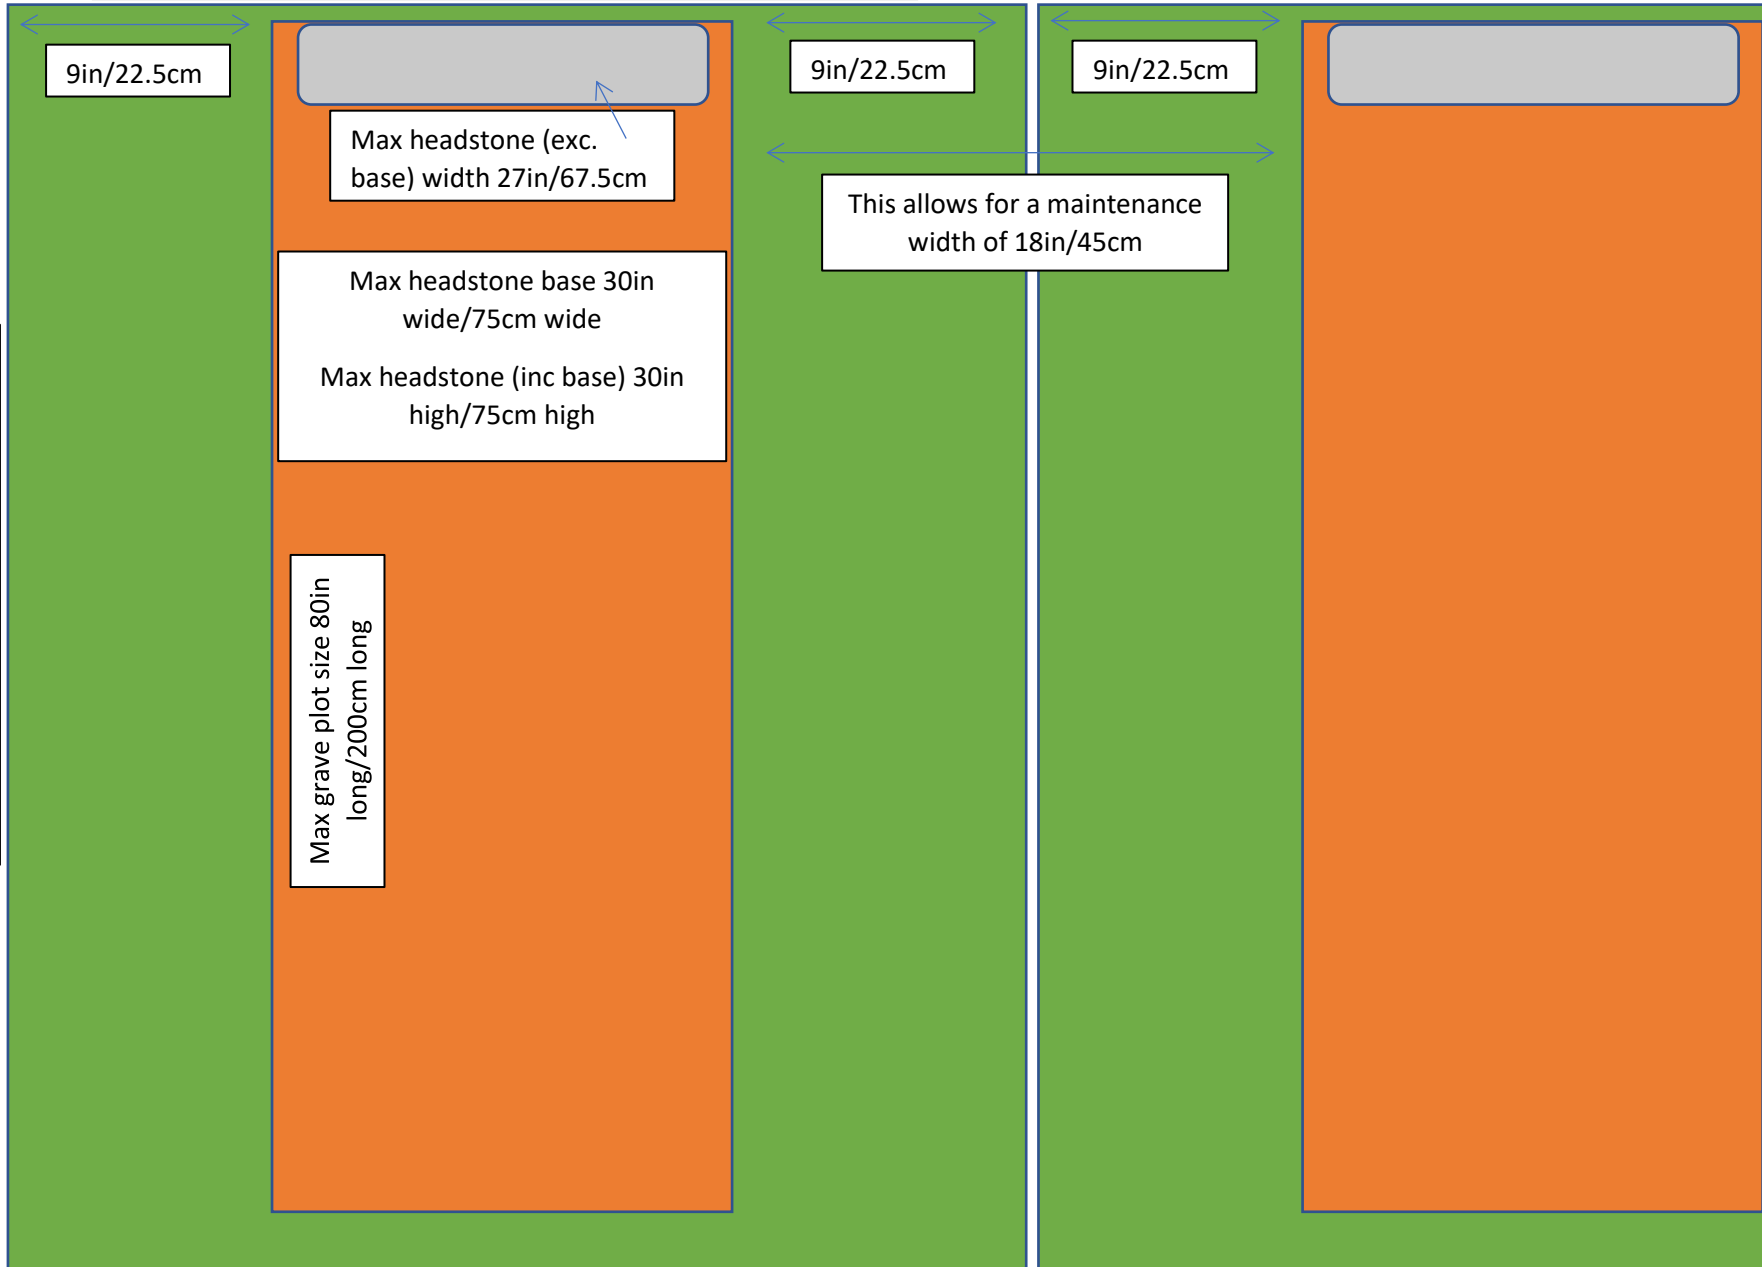 9in/22.5cm
9in/22.5cm
9in/22.5cm
Max headstone (exc.
base) width 27in/67.5cm
This allows for a maintenance
width of 18in/45cm
Max headstone base 30in
wide/75cm wide
Max headstone (inc base) 30in
high/75cm high
Max grave plot size 80in
long/200cm long